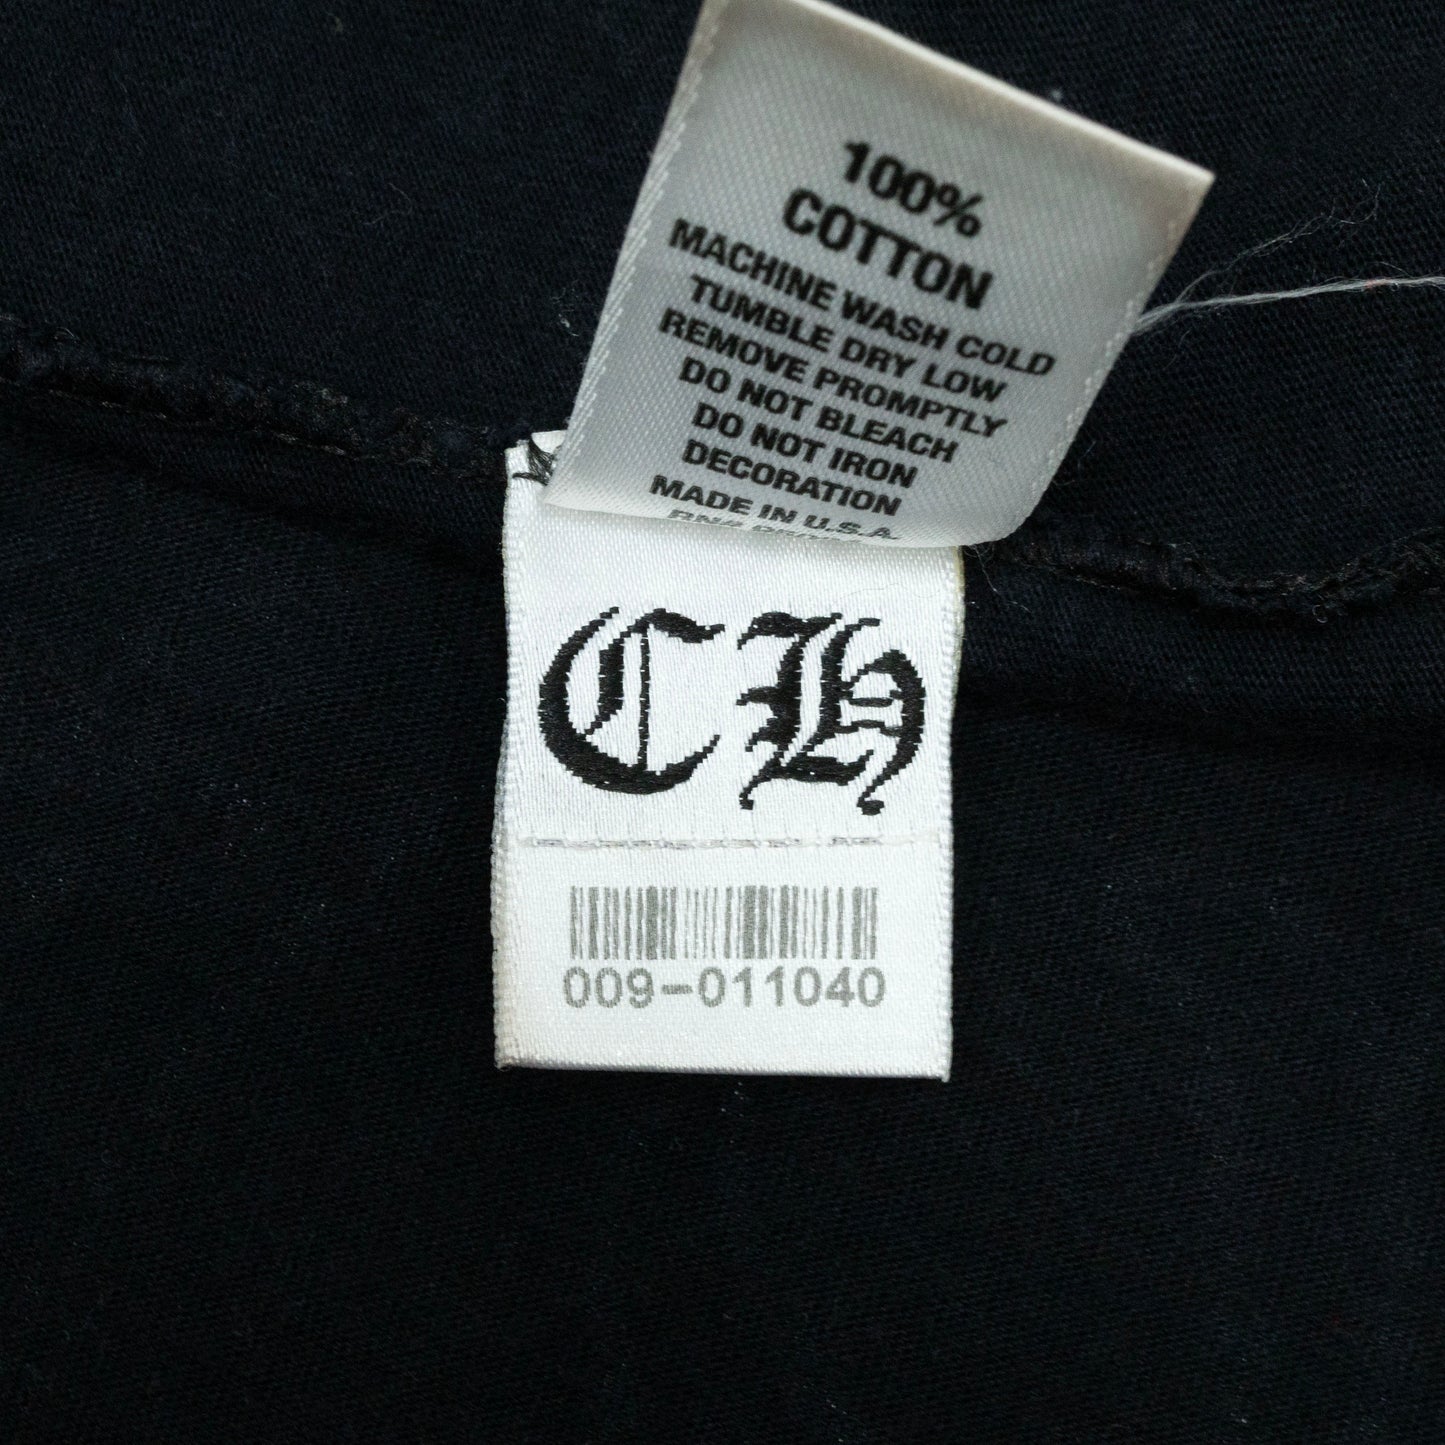 100%
COTTON
MACHINE WASH COLD
TUMBLE DRY LOW
REMOVE PROMPTLY
DO NOT BLEACH
DO NOT IRON
DECORATION
MADE IN U.S.A.
CH
009-011040